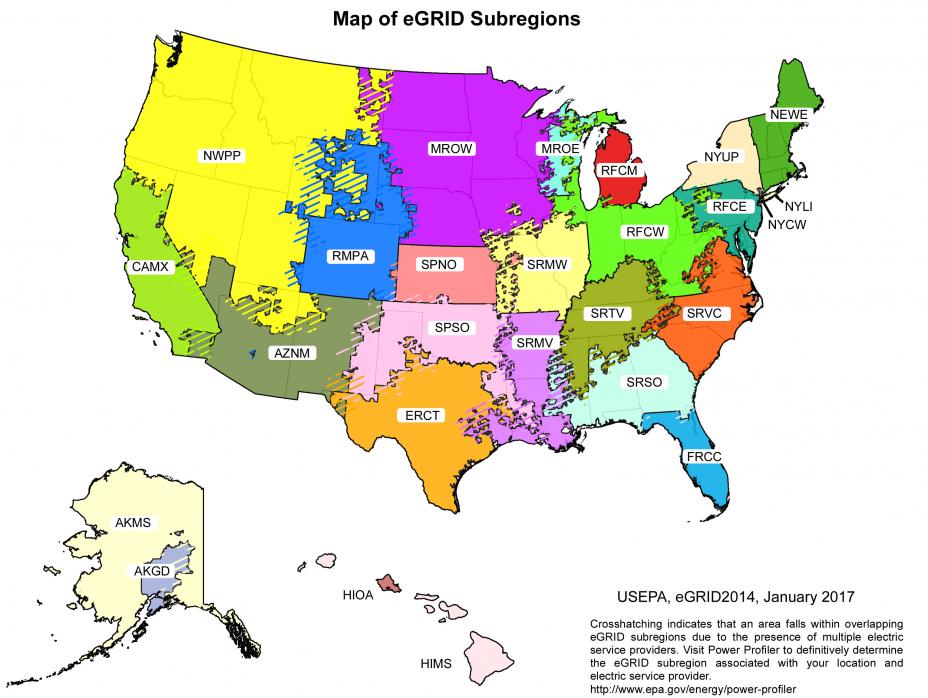 Map of eGRID Subregions
NEWE
NWPP
MROW
MROE
NYUP
RFCM
NYLI
RFCE
NYCW
RFCW
CAMX
RMPA
SPNO
SRMW
SRTV
SRVC
SPSO
SRMV
AZNM
SRSO
ERCT
FRCC
AKMS
AKGD
HIOA
HIMS
USEPA, eGRID2014, January 2017
Crosshatching indicates that an area falls within overlapping
eGRID subregions due to the presence of multiple electric
service providers. Visit Power Profiler to definitively determine
the eGRID subregion associated with your location and
electric service provider.
http://www.epa.gov/energy/power-profiler